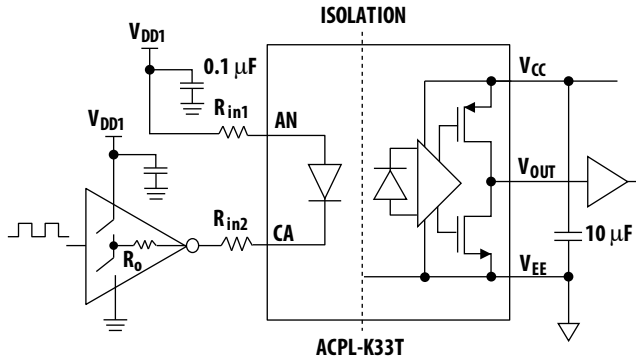 ISOLATION
VDD1
0.1 μF
VCC
Rin1
AN
VDD1
VOUT
Rin2
CA
Ro
10 μF
VEE
ACPL-K33T